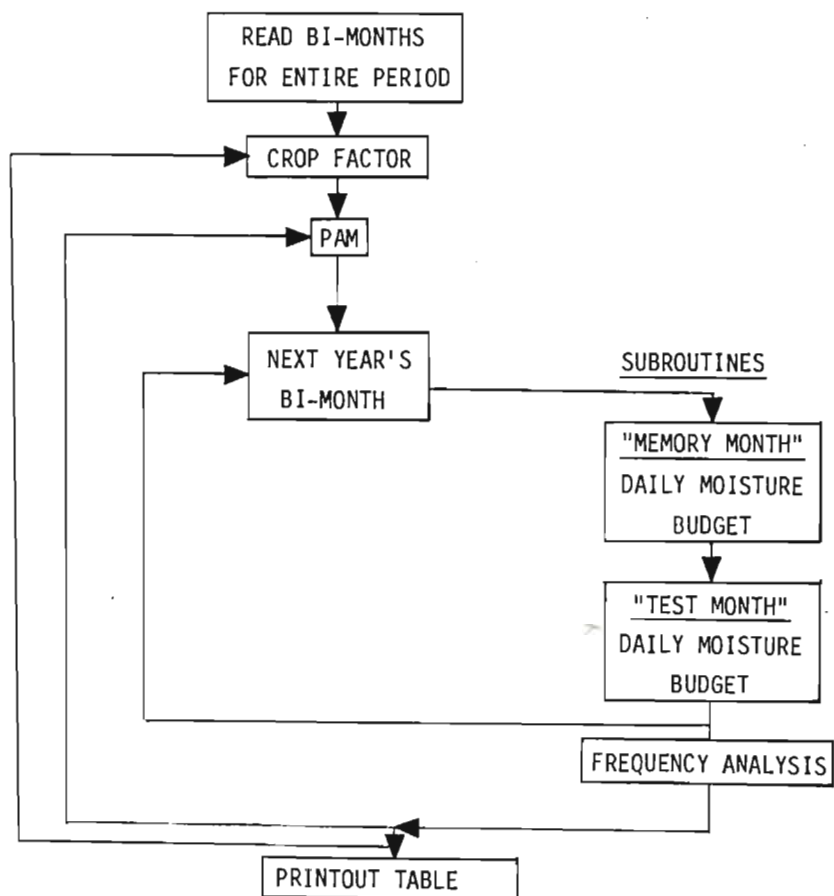 READ BI-MONTHS
FOR ENTIRE PERIOD
CROP FACTOR
PAM
NEXT YEAR'S
BI-MONTH
SUBROUTINES
"MEMORY MONTH"
DAILY MOISTURE
BUDGET
"TEST MONTH"
DAILY MOISTURE
BUDGET
FREQUENCY ANALYSIS
PRINTOUT TABLE